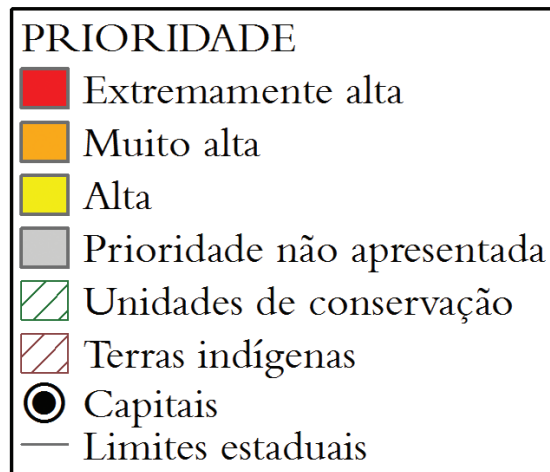 PRIORIDADE
Extremamente alta
Muito alta
Alta
Prioridade não apresentada
Unidades de conservação
Terras indígenas
Capitais
Limites estaduais